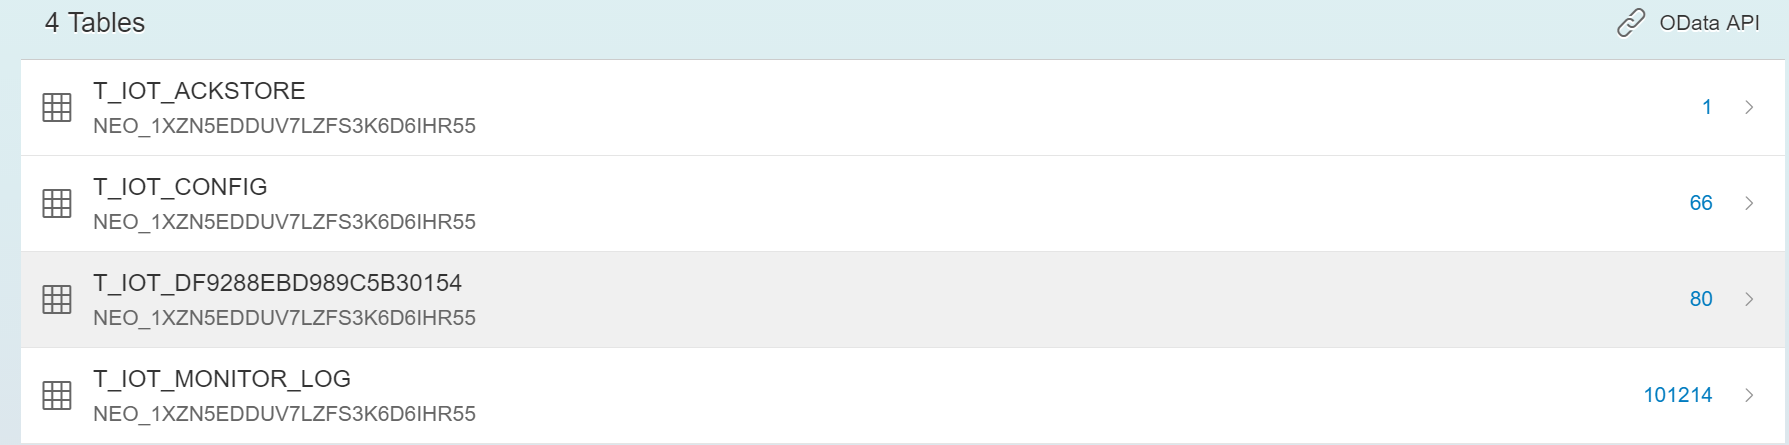 4 Tables
OData API
T_IOT_ACKSTORE
NEO_1XZN5EDDUV7LZFS3K6D6IHR55
1
T_IOT_CONFIG
NEO_1XZN5EDDUV7LZFS3K6D6IHR55
66
T_IOT_DF9288EBD989C5B30154
NEO_1XZN5EDDUV7LZFS3K6D6IHR55
80
T_IOT_MONITOR_LOG
NEO_1XZN5EDDUV7LZFS3K6D6IHR55
101214